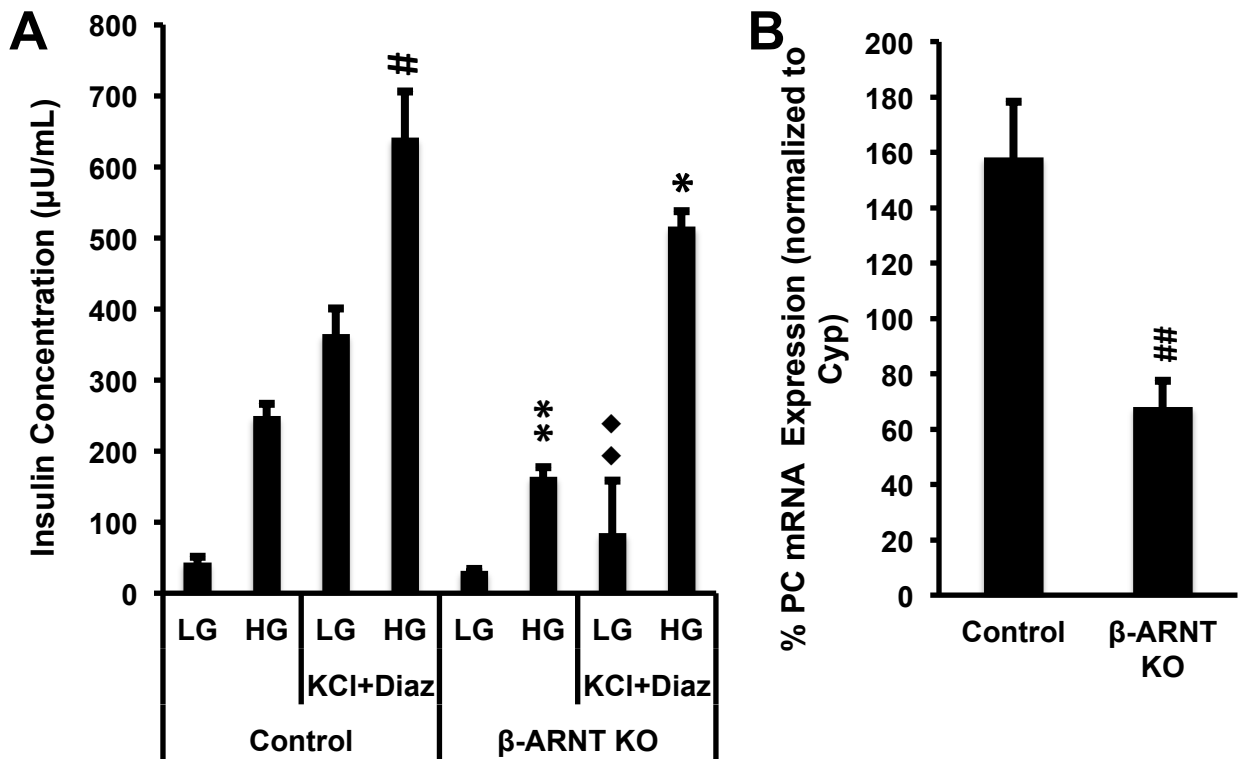 A
Insulin Concentration (µU/mL)
800
700
600
500
400
300
200
100
0
#
**
◆◆
*
LG HG LG HG LG HG LG HG
KCl+Diaz KCl+Diaz
Control β-ARNT KO
B
% PC mRNA Expression (normalized to
Cyp)
200
180
160
140
120
100
80
60
40
20
0
##
Control β-ARNT
KO